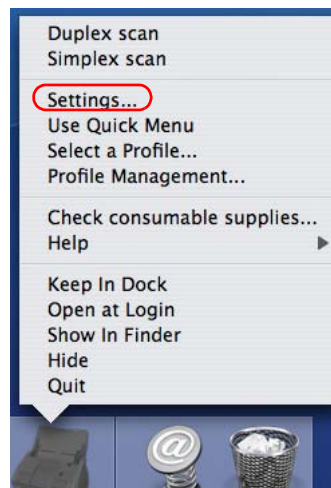 Duplex scan
Simplex scan
Settings...
Use Quick Menu
Select a Profile...
Profile Management...
Check consumable supplies...
Help
Keep In Dock
Open at Login
Show In Finder
Hide
Quit
@